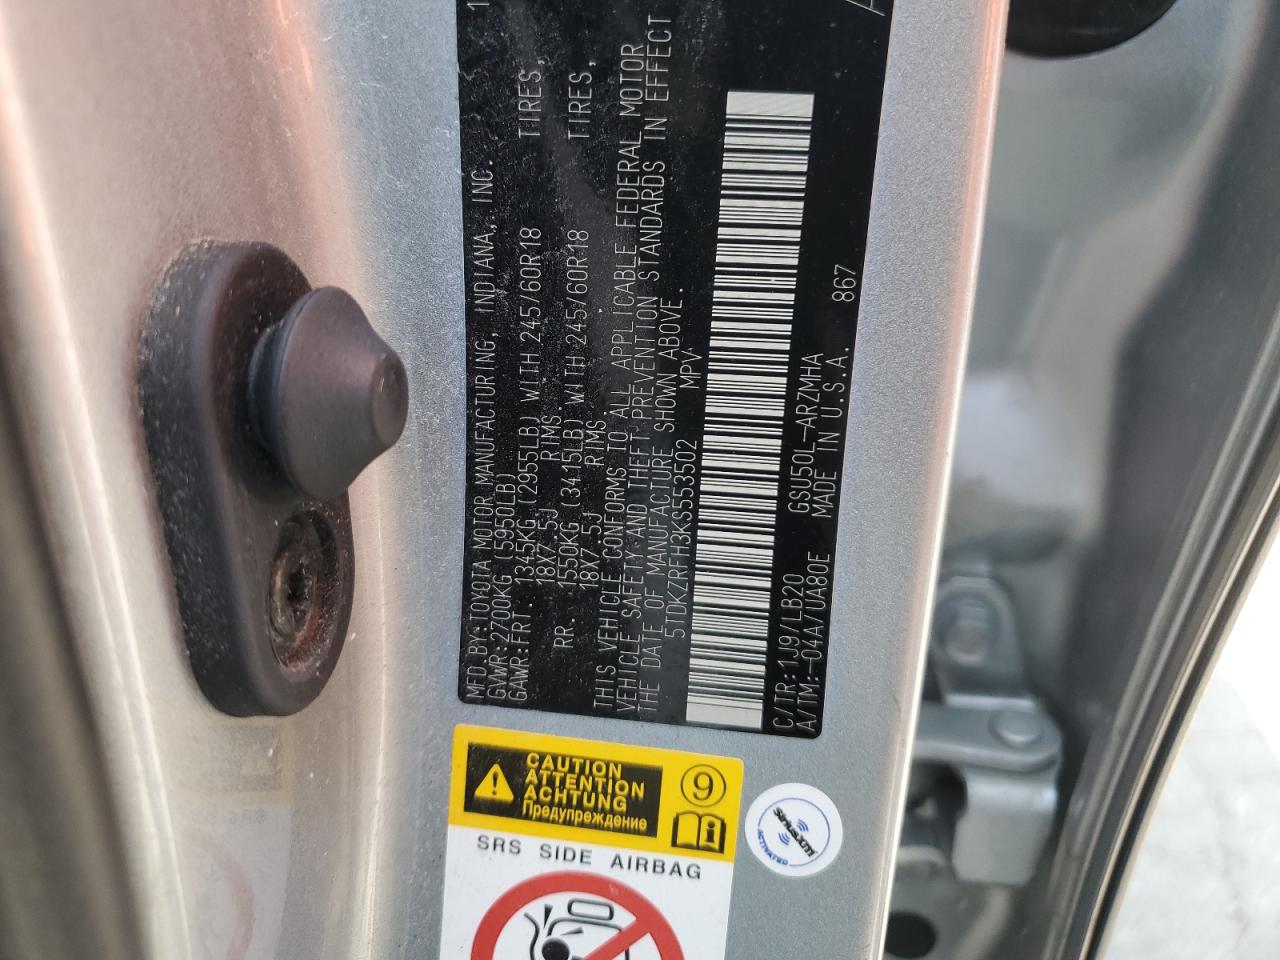 MFD.BY:TOYOTA MOTOR MANUFACTURING, INDIANA, INC. 1
GVWR:2700KG (5950LB)
GAWR:FRT. 1345KG (2955LB) WITH 245/60R18 TIRES,
18X7.5J RIMS
RR. 1550KG (3415LB) WITH 245/60R18 TIRES,
18X7.5J RIMS
THIS VEHICLE CONFORMS TO ALL APPLICABLE FEDERAL MOTOR
VEHICLE SAFETY AND THEFT PREVENTION STANDARDS IN EFFECT
THE DATE OF MANUFACTURE SHOWN ABOVE.
5TDKZRFH3KS553502 MPV
C/TR:1J9/LB20 GSU50L-ARZMHA
A/TM:-04A/UA80E MADE IN U.S.A. 867
CAUTION
ATTENTION
ACHTUNG
Предупреждение
9
i
SRS SIDE AIRBAG
SiriusXM
ACTIVATED